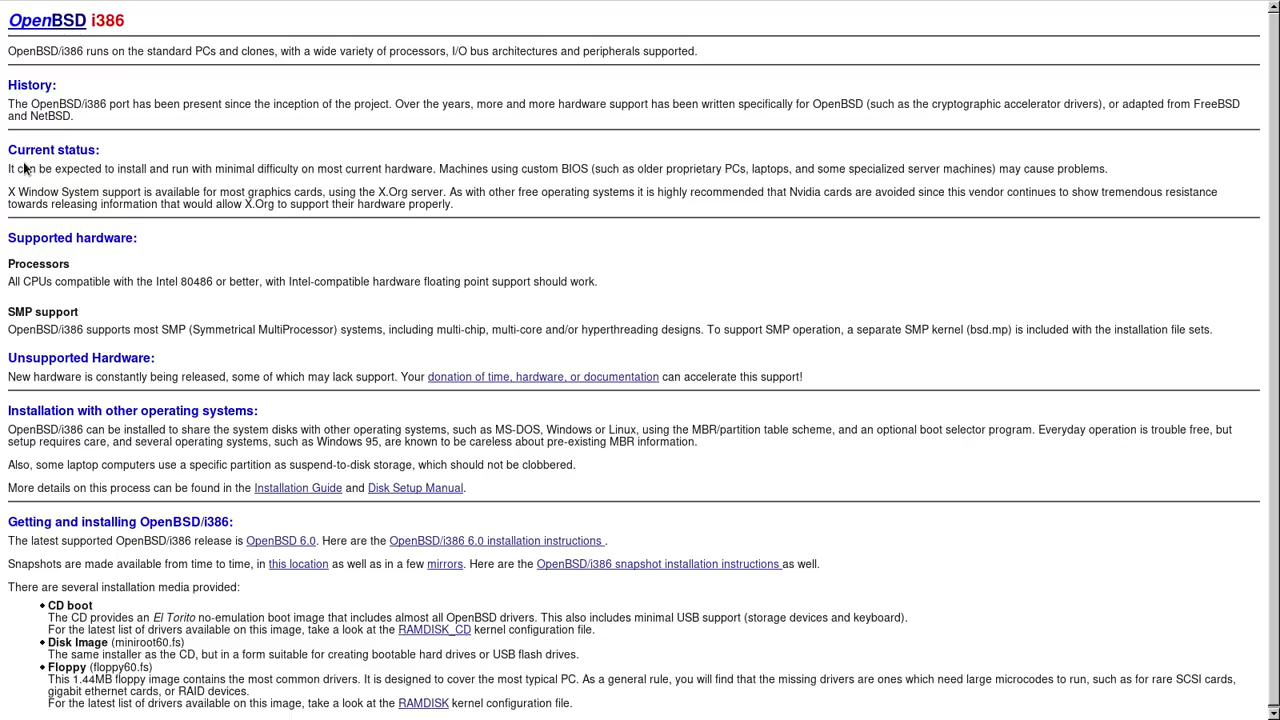 OpenBSD i386
OpenBSD/i386 runs on the standard PCs and clones, with a wide variety of processors, I/O bus architectures and peripherals supported.
History:
The OpenBSD/i386 port has been present since the inception of the project. Over the years, more and more hardware support has been written specifically for OpenBSD (such as the cryptographic accelerator drivers), or adapted from FreeBSD
and NetBSD.
Current status:
It can be expected to install and run with minimal difficulty on most current hardware. Machines using custom BIOS (such as older proprietary PCs, laptops, and some specialized server machines) may cause problems.
X Window System support is available for most graphics cards, using the X.Org server. As with other free operating systems it is highly recommended that Nvidia cards are avoided since this vendor continues to show tremendous resistance
towards releasing information that would allow X.Org to support their hardware properly.
Supported hardware:
Processors
All CPUs compatible with the Intel 80486 or better, with Intel-compatible hardware floating point support should work.
SMP support
OpenBSD/i386 supports most SMP (Symmetrical MultiProcessor) systems, including multi-chip, multi-core and/or hyperthreading designs. To support SMP operation, a separate SMP kernel (bsd.mp) is included with the installation file sets.
Unsupported Hardware:
New hardware is constantly being released, some of which may lack support. Your donation of time, hardware, or documentation can accelerate this support!
Installation with other operating systems:
OpenBSD/i386 can be installed to share the system disks with other operating systems, such as MS-DOS, Windows or Linux, using the MBR/partition table scheme, and an optional boot selector program. Everyday operation is trouble free, but
setup requires care, and several operating systems, such as Windows 95, are known to be careless about pre-existing MBR information.
Also, some laptop computers use a specific partition as suspend-to-disk storage, which should not be clobbered.
More details on this process can be found in the Installation Guide and Disk Setup Manual.
Getting and installing OpenBSD/i386:
The latest supported OpenBSD/i386 release is OpenBSD 6.0. Here are the OpenBSD/i386 6.0 installation instructions .
Snapshots are made available from time to time, in this location as well as in a few mirrors. Here are the OpenBSD/i386 snapshot installation instructions as well.
There are several installation media provided:
CD boot
The CD provides an El Torito no-emulation boot image that includes almost all OpenBSD drivers. This also includes minimal USB support (storage devices and keyboard).
For the latest list of drivers available on this image, take a look at the RAMDISK_CD kernel configuration file.
Disk Image (miniroot60.fs)
The same installer as the CD, but in a form suitable for creating bootable hard drives or USB flash drives.
Floppy (floppy60.fs)
This 1.44MB floppy image contains the most common drivers. It is designed to cover the most typical PC. As a general rule, you will find that the missing drivers are ones which need large microcodes to run, such as for rare SCSI cards,
gigabit ethernet cards, or RAID devices.
For the latest list of drivers available on this image, take a look at the RAMDISK kernel configuration file.